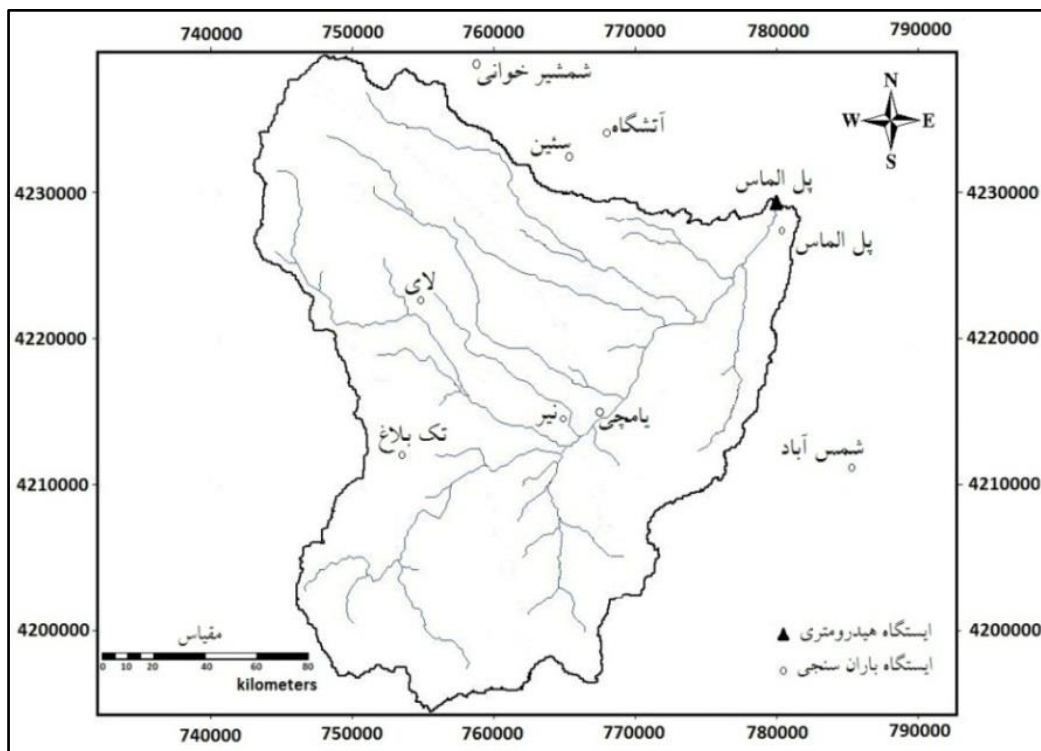 740000 750000 760000 770000 780000 790000
شمشیر خوانی
آتشگاه
سئین
N
W E
S
4230000 4230000
پل الماس
پل الماس
لای
4220000 4220000
نیر
یامچی
تک بلاغ
شمس آباد
4210000 4210000
4200000 4200000
مقیاس
0 10 20 40 60 80
kilometers
ایستگاه هیدرومتری
ایستگاه باران سنجی
740000 750000 760000 770000 780000 790000